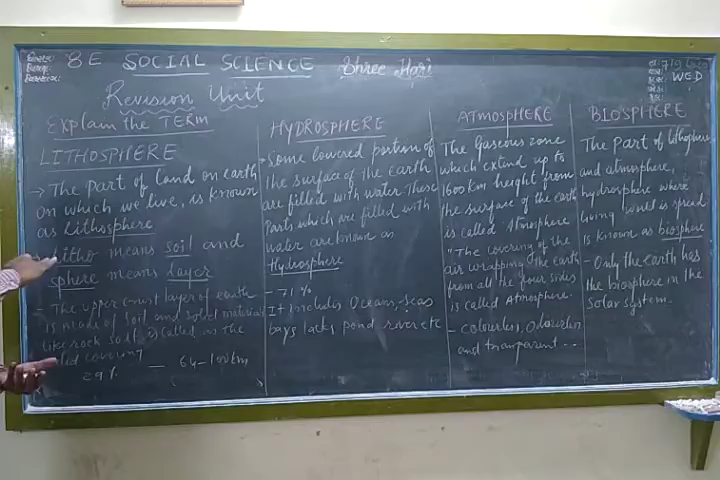 8E SOCIAL SCIENCE Shree Hari
7/9
WED
Revision Unit
Explain the TERM
LITHOSPHERE
→ The part of land on earth
on which we live, is known
as Lithosphere
Litho means soil and
sphere means layer
- The upper crust layer of earth
is made of soil and solid materials
like rock soil is called as the
solid covering
29% — 64-100 km
HYDROSPHERE
Some lowered portion of
the surface of the earth
are filled with water. These
Parts which are filled with
water are known as
Hydrosphere
- 71%
It includes Oceans, seas
bays lacks pond river etc
ATMOSPHERE
The Gaseous zone
which extend up to
1600 km height from
the surface of the earth
is called Atmosphere
"The covering of the
air wrapping the earth
from all the four sides
is called Atmosphere.
- colourless, Odourless
and transparent...
BIOSPHERE
The part of lithosphere
and atmosphere,
hydrosphere where
living is spread
is known as biosphere
- Only the earth has
the biosphere in the
Solar system.